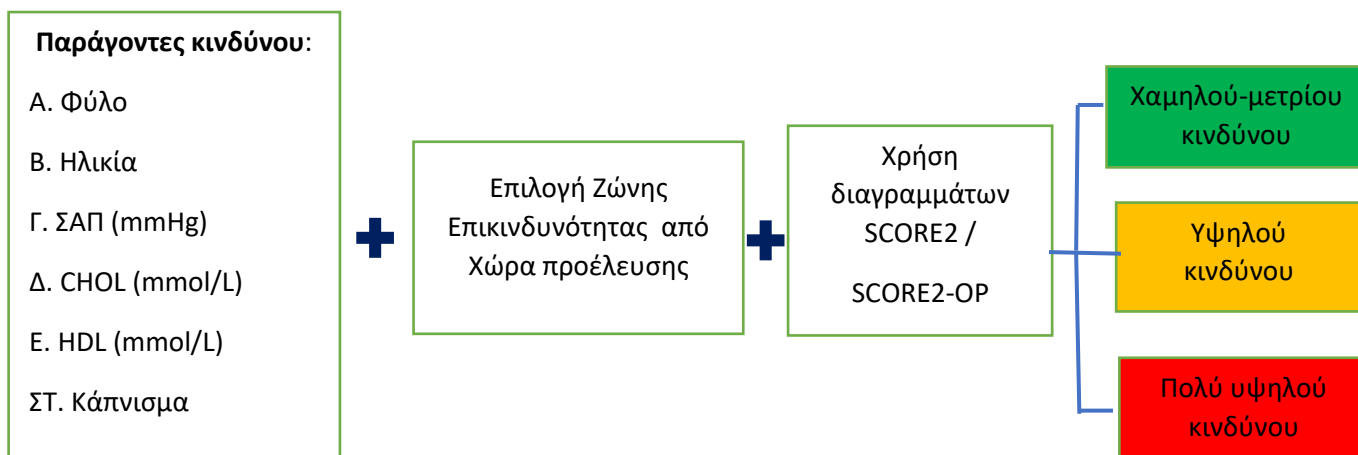 Παράγοντες κινδύνου:
Α. Φύλο
Β. Ηλικία
Γ. ΣΑΠ (mmHg)
Δ. CHOL (mmol/L)
Ε. HDL (mmol/L)
ΣΤ. Κάπνισμα
Επιλογή Ζώνης
Επικινδυνότητας από
Χώρα προέλευσης
Χρήση
διαγραμμάτων
SCORE2 /
SCORE2-OP
Χαμηλού-μετρίου
κινδύνου
Υψηλού
κινδύνου
Πολύ υψηλού
κινδύνου